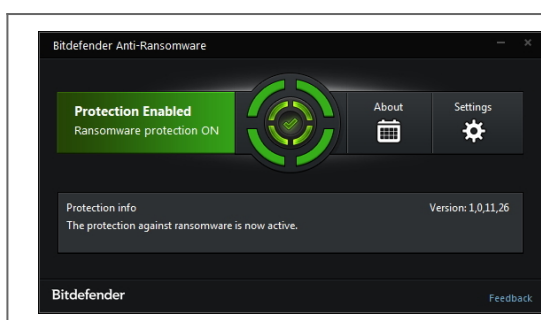 Bitdefender Anti-Ransomware
Protection Enabled
Ransomware protection ON
About
Settings
Protection info
Version: 1,0,11,26
The protection against ransomware is now active.
Bitdefender
Feedback